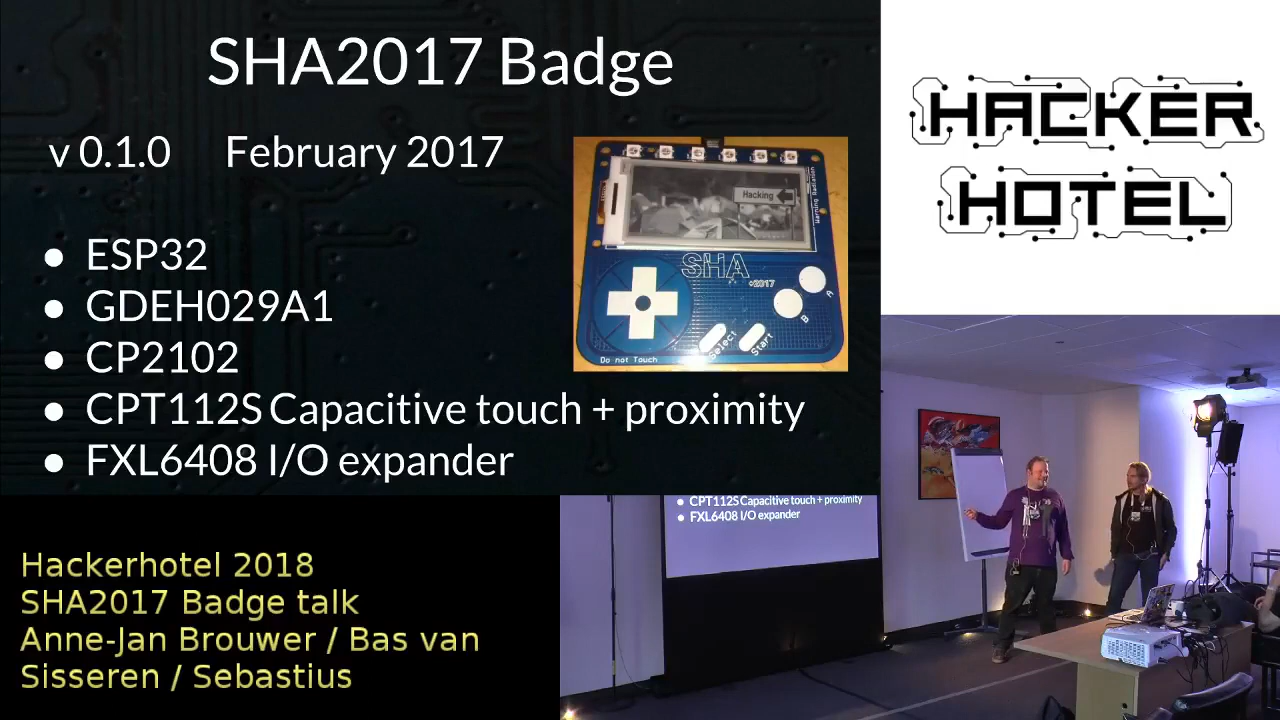 SHA2017 Badge
v 0.1.0 February 2017
• ESP32
• GDEH029A1
• CP2102
• CPT112S Capacitive touch + proximity
• FXL6408 I/O expander
Hacking
Warning Radiation
SHA
©2017
A
B
Select
Start
Do not Touch
HACKER
HOTEL
• CPT112S Capacitive touch + proximity
• FXL6408 I/O expander
Hackerhotel 2018
SHA2017 Badge talk
Anne-Jan Brouwer / Bas van
Sisseren / Sebastius